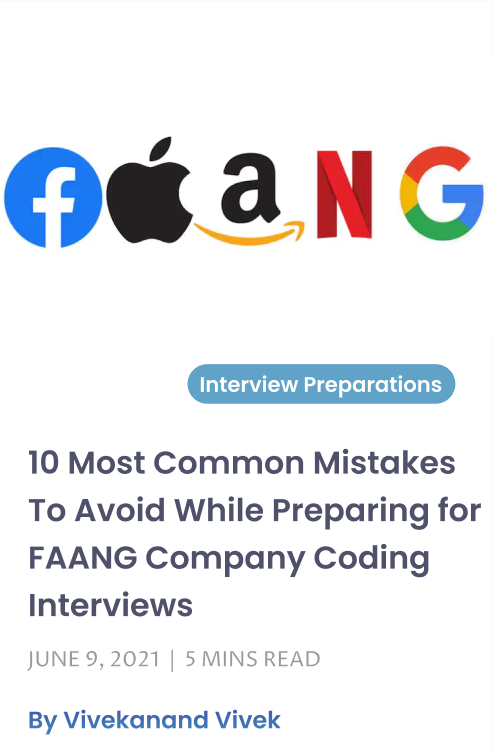 f a N G
Interview Preparations
10 Most Common Mistakes
To Avoid While Preparing for
FAANG Company Coding
Interviews
JUNE 9, 2021 | 5 MINS READ
By Vivekanand Vivek